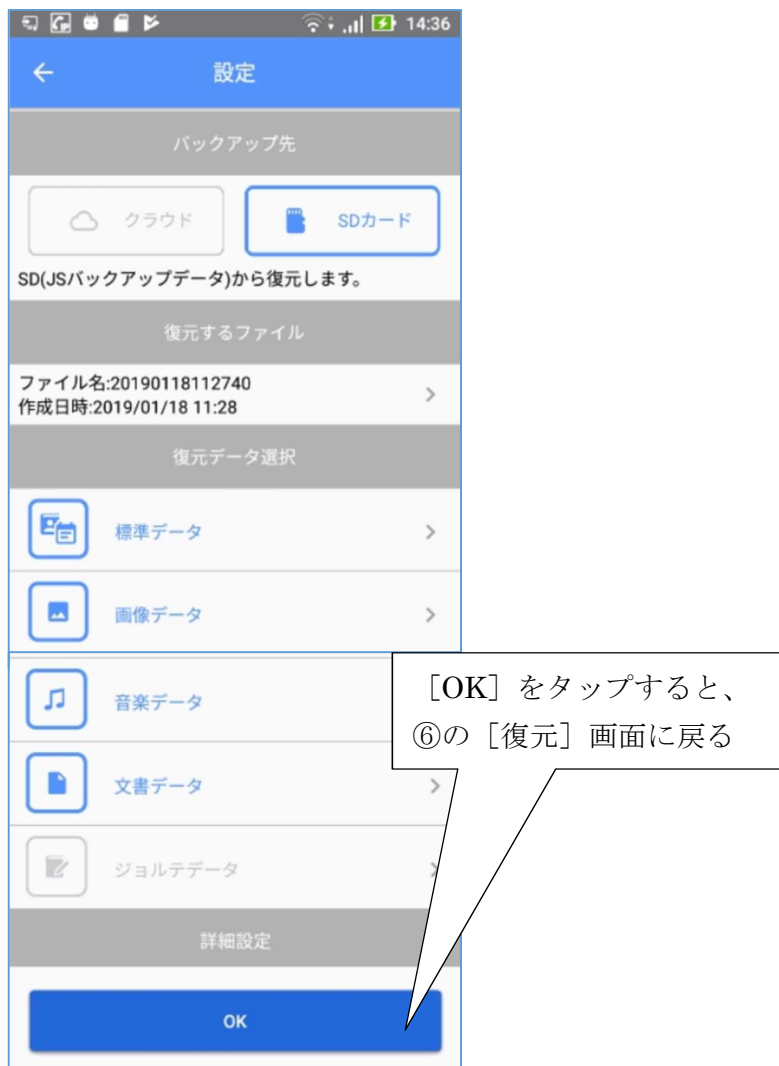 14:36
設定
バックアップ先
クラウド
SDカード
SD(JSバックアップデータ)から復元します。
復元するファイル
ファイル名:20190118112740
作成日時:2019/01/18 11:28
復元データ選択
標準データ
画像データ
音楽データ
文書データ
ジョルテデータ
詳細設定
OK
［OK］をタップすると、
⑥の［復元］画面に戻る